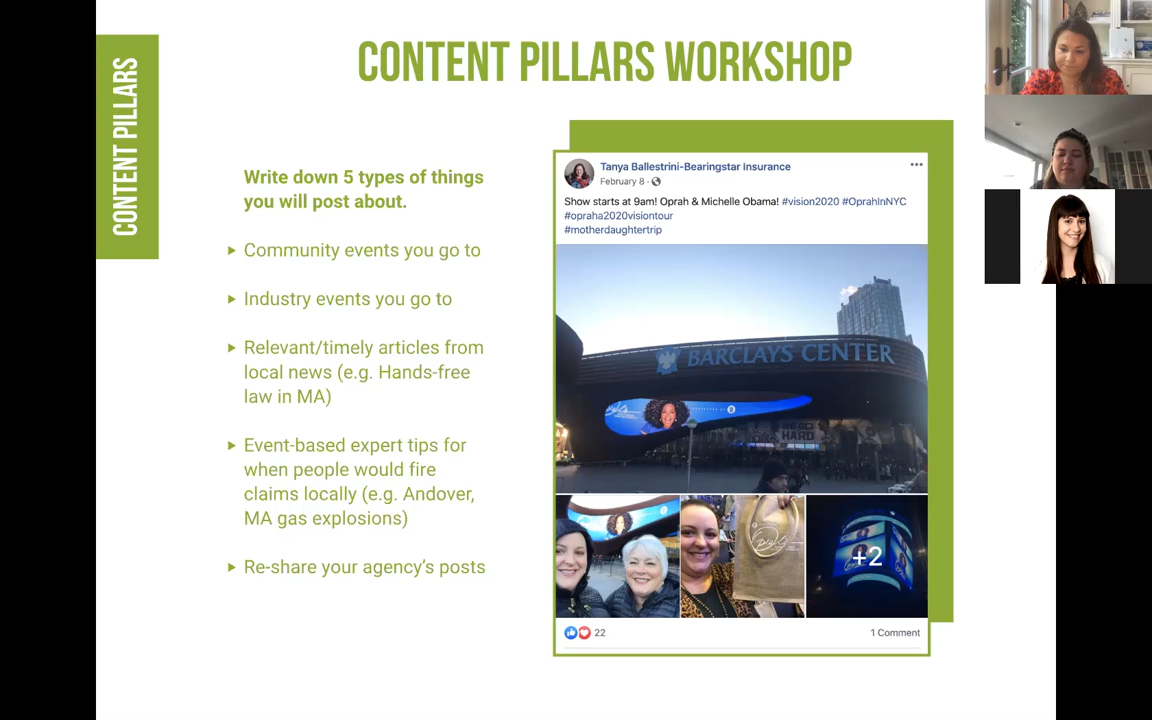 CONTENT PILLARS
CONTENT PILLARS WORKSHOP
Write down 5 types of things
you will post about.
Community events you go to
Industry events you go to
Relevant/timely articles from
local news (e.g. Hands-free
law in MA)
Event-based expert tips for
when people would fire
claims locally (e.g. Andover,
MA gas explosions)
Re-share your agency's posts
Tanya Ballestrini-Bearingstar Insurance
February 8 ·
Show starts at 9am! Oprah & Michelle Obama! #vision2020 #OprahInNYC
#opraha2020visiontour
#motherdaughtertrip
BARCLAYS CENTER
HARD
+2
22
1 Comment